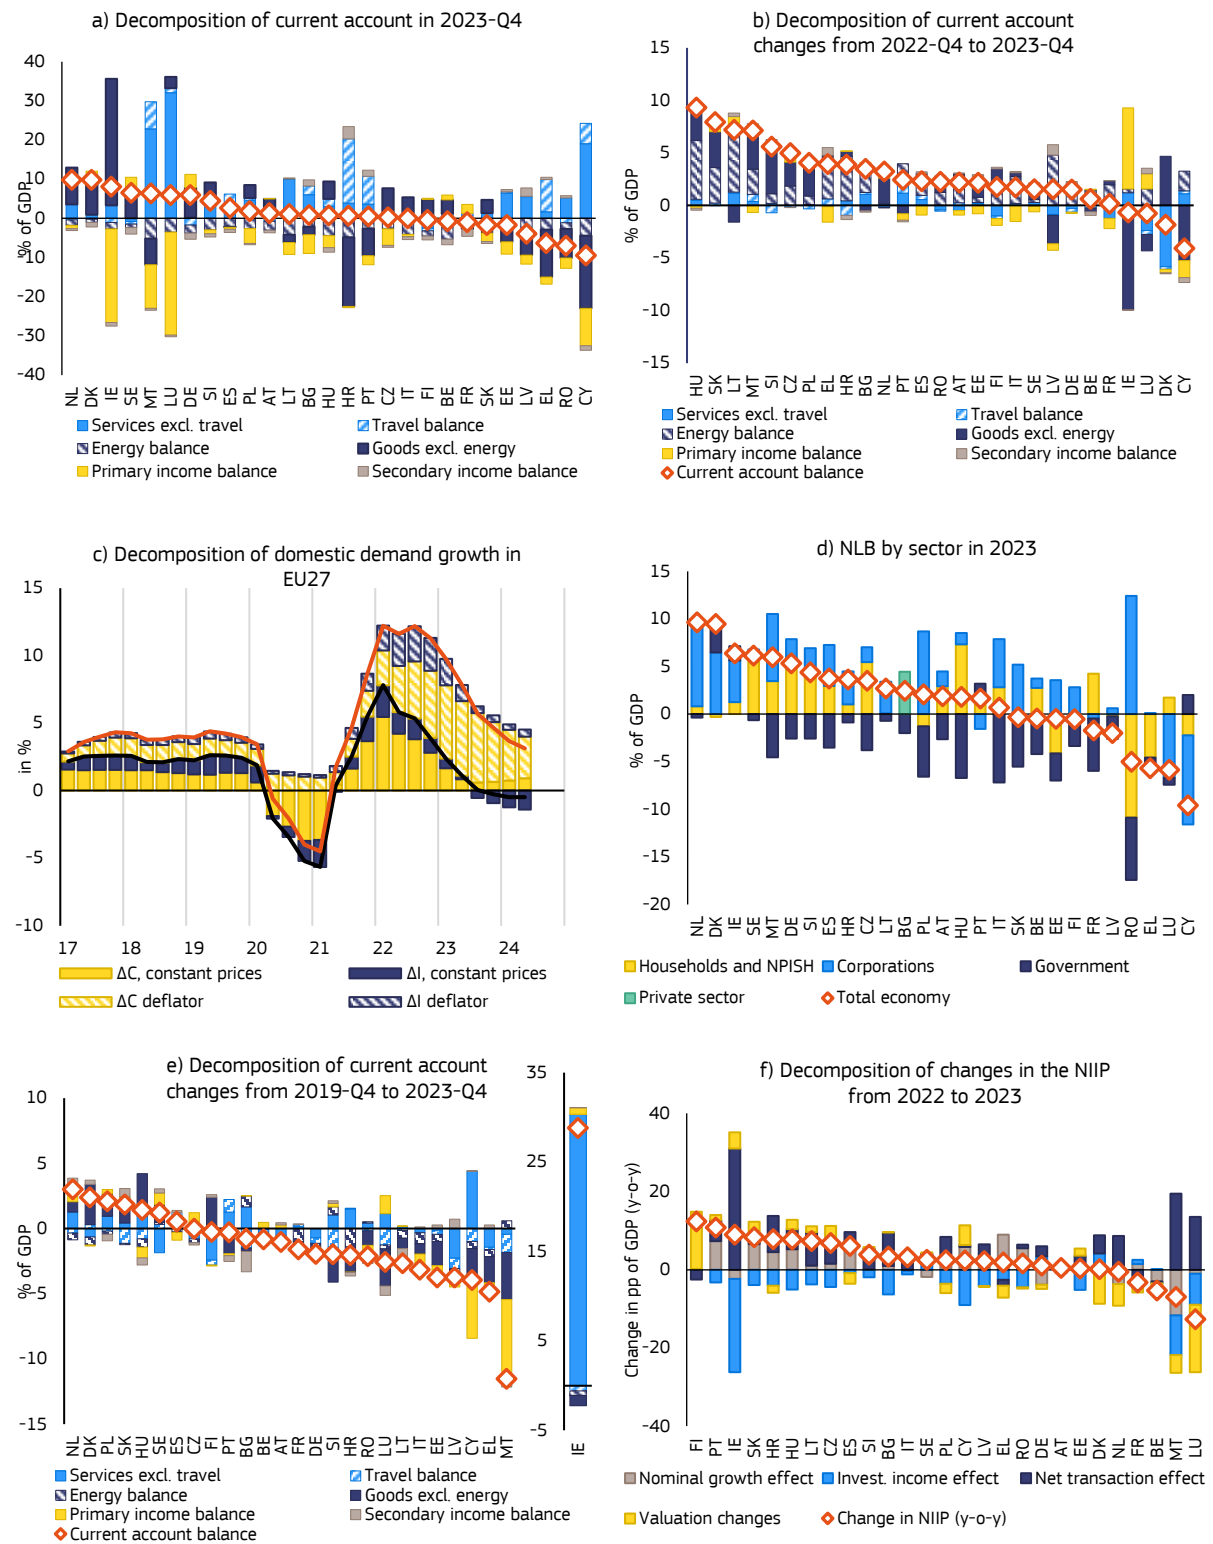 a) Decomposition of current account in 2023-Q4
% of GDP
40
30
20
10
0
-10
-20
-30
-40
NL DK IE SE MT LU DE SI ES PL AT LT BG HU HR PT CZ IT FI BE FR SK EE LV EL RO CY
Services excl. travel
Travel balance
Energy balance
Goods excl. energy
Primary income balance
Secondary income balance
b) Decomposition of current account
changes from 2022-Q4 to 2023-Q4
% of GDP
15
10
5
0
-5
-10
-15
HU SK LT MT SI CZ PL EL HR BG NL PT ES RO AT EE FI IT SE LV DE BE FR IE LU DK CY
Services excl. travel
Travel balance
Energy balance
Goods excl. energy
Primary income balance
Secondary income balance
Current account balance
c) Decomposition of domestic demand growth in
EU27
in %
15
10
5
0
-5
-10
17 18 19 20 21 22 23 24
ΔC, constant prices
ΔI, constant prices
ΔC deflator
ΔI deflator
d) NLB by sector in 2023
% of GDP
15
10
5
0
-5
-10
-15
-20
NL DK IE SE MT DE SI ES HR CZ LT BG PL AT HU PT IT SK BE EE FI FR LV RO EL LU CY
Households and NPISH
Corporations
Government
Private sector
Total economy
e) Decomposition of current account
changes from 2019-Q4 to 2023-Q4
% of GDP
10
5
0
-5
-10
-15
NL DK PL SK HU SE ES CZ FI PT BG BE AT FR DE SI HR RO LU LT IT EE LV CY EL MT
35
25
15
5
-5
IE
Services excl. travel
Travel balance
Energy balance
Goods excl. energy
Primary income balance
Secondary income balance
Current account balance
f) Decomposition of changes in the NIIP
from 2022 to 2023
Change in pp of GDP (y-o-y)
40
20
0
-20
-40
FI PT IE SK HR HU LT CZ ES SI BG IT SE PL CY LV EL RO DE AT EE DK NL FR BE MT LU
Nominal growth effect
Invest. income effect
Net transaction effect
Valuation changes
Change in NIIP (y-o-y)